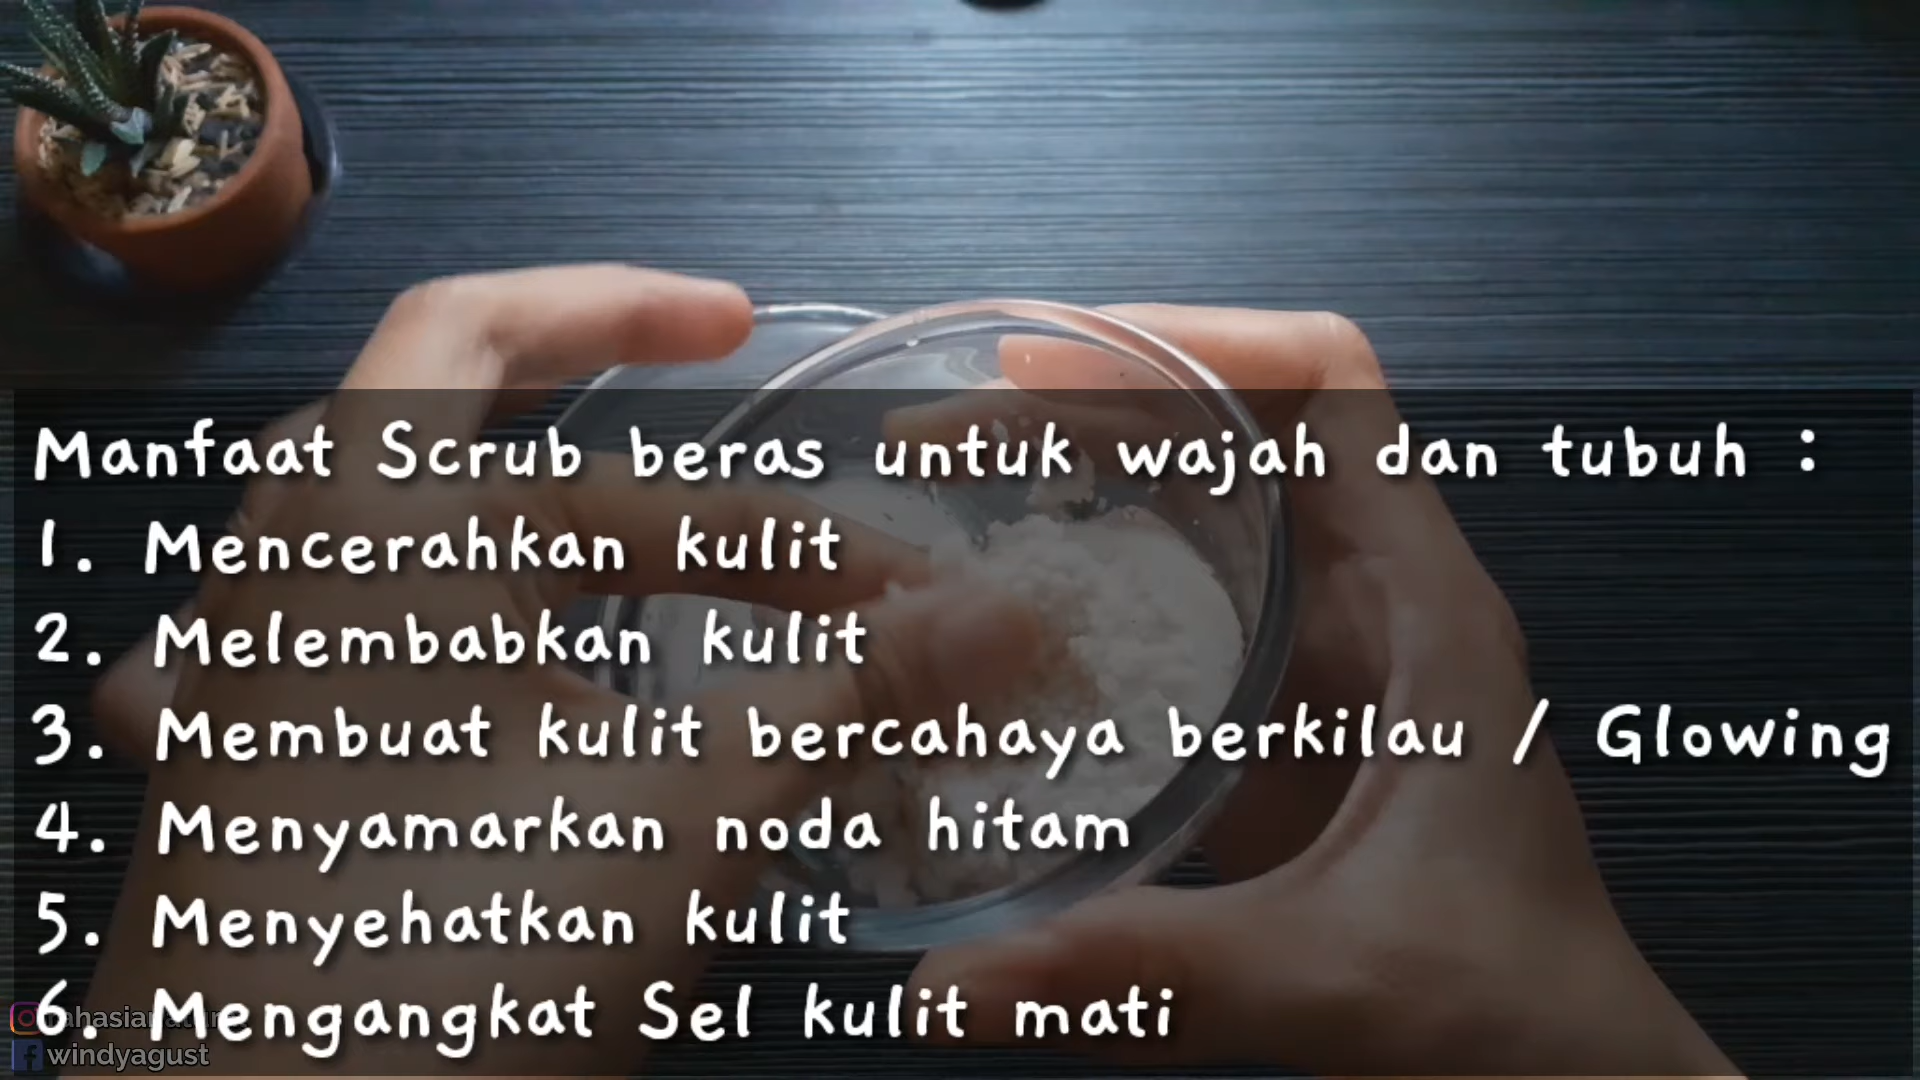 Manfaat Scrub beras untuk wajah dan tubuh :
1. Mencerahkan kulit
2. Melembabkan kulit
3. Membuat kulit bercahaya berkilau / Glowing
4. Menyamarkan noda hitam
5. Menyehatkan kulit
6. Mengangkat Sel kulit mati
windyagust